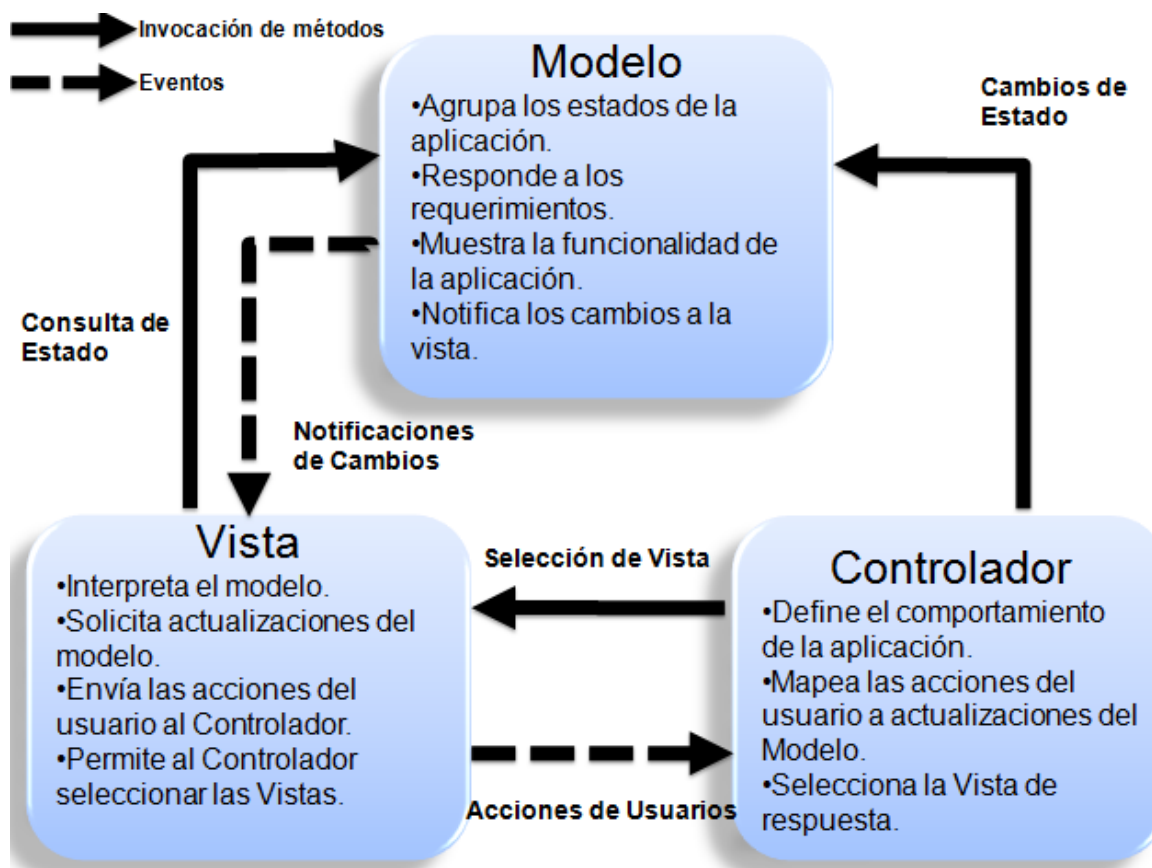 Invocación de métodos
Eventos
Modelo
•Agrupa los estados de la
aplicación.
•Responde a los
requerimientos.
•Muestra la funcionalidad de
la aplicación.
•Notifica los cambios a la
vista.
Cambios de
Estado
Consulta de
Estado
Notificaciones
de Cambios
Vista
•Interpreta el modelo.
•Solicita actualizaciones del
modelo.
•Envía las acciones del
usuario al Controlador.
•Permite al Controlador
seleccionar las Vistas.
Selección de Vista
Acciones de Usuarios
Controlador
•Define el comportamiento
de la aplicación.
•Mapea las acciones del
usuario a actualizaciones del
Modelo.
•Selecciona la Vista de
respuesta.